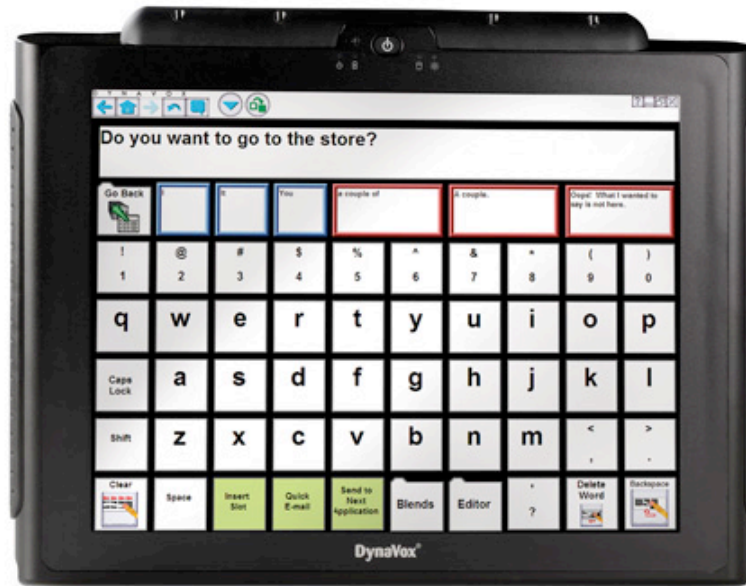 DYNAVOX
Do you want to go to the store?
Go Back
I
It
You
a couple of
A couple.
Oops! What I wanted to
say is not here.
! @ # $ % ^ & * ( )
1 2 3 4 5 6 7 8 9 0
q w e r t y u i o p
Caps
Lock
a s d f g h j k l
Shift
z x c v b n m < >
, .
Clear
Space
Insert
Slot
Quick
E-mail
Send to
Next
Application
Blends
Editor
'
?
Delete
Word
Backspace
DynaVox